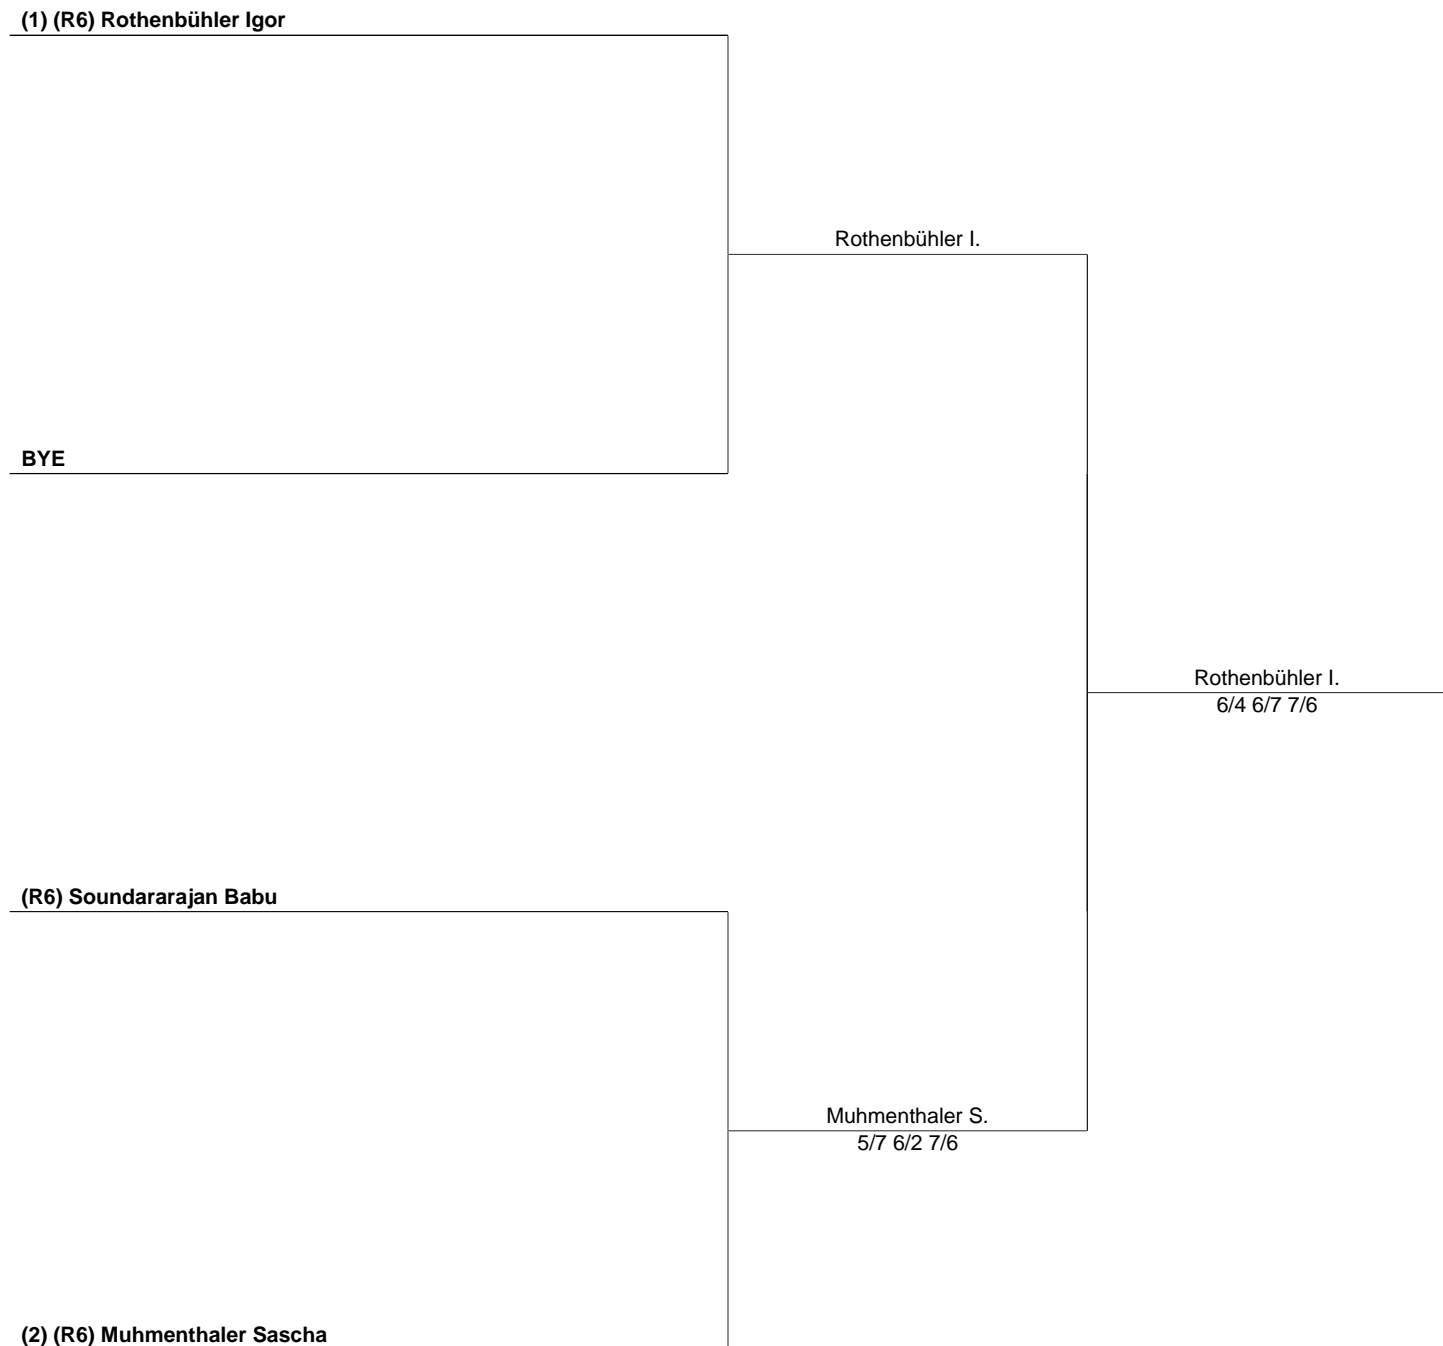 (1) (R6) Rothenbühler Igor
Rothenbühler I.
BYE
Rothenbühler I.
6/4 6/7 7/6
(R6) Soundararajan Babu
Muhmenthaler S.
5/7 6/2 7/6
(2) (R6) Muhmenthaler Sascha